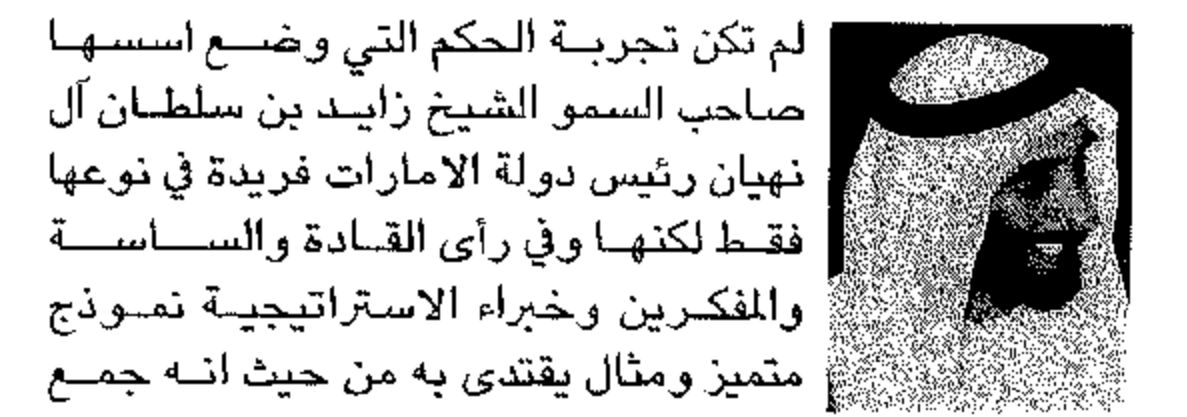 لم تكن تجربة الحكم التي وضع اسسها
صاحب السمو الشيخ زايد بن سلطان آل
نهيان رئيس دولة الامارات فريدة في نوعها
فقط لكنها وفي رأى القادة والساسة
والمفكرين وخبراء الاستراتيجية نموذج
متميز ومثال يقتدى به من حيث انه جمع